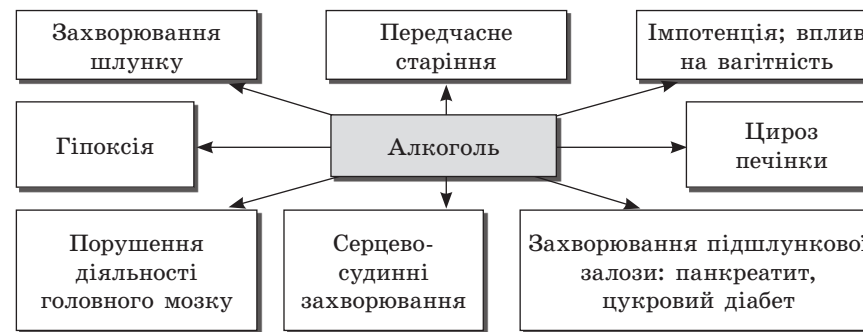 Захворювання
шлунку
Передчасне
старіння
Імпотенція; вплив
на вагітність
Гіпоксія
Алкоголь
Цироз
печінки
Порушення
діяльності
головного мозку
Серцево-
судинні
захворювання
Захворювання підшлункової
залози: панкреатит,
цукровий діабет